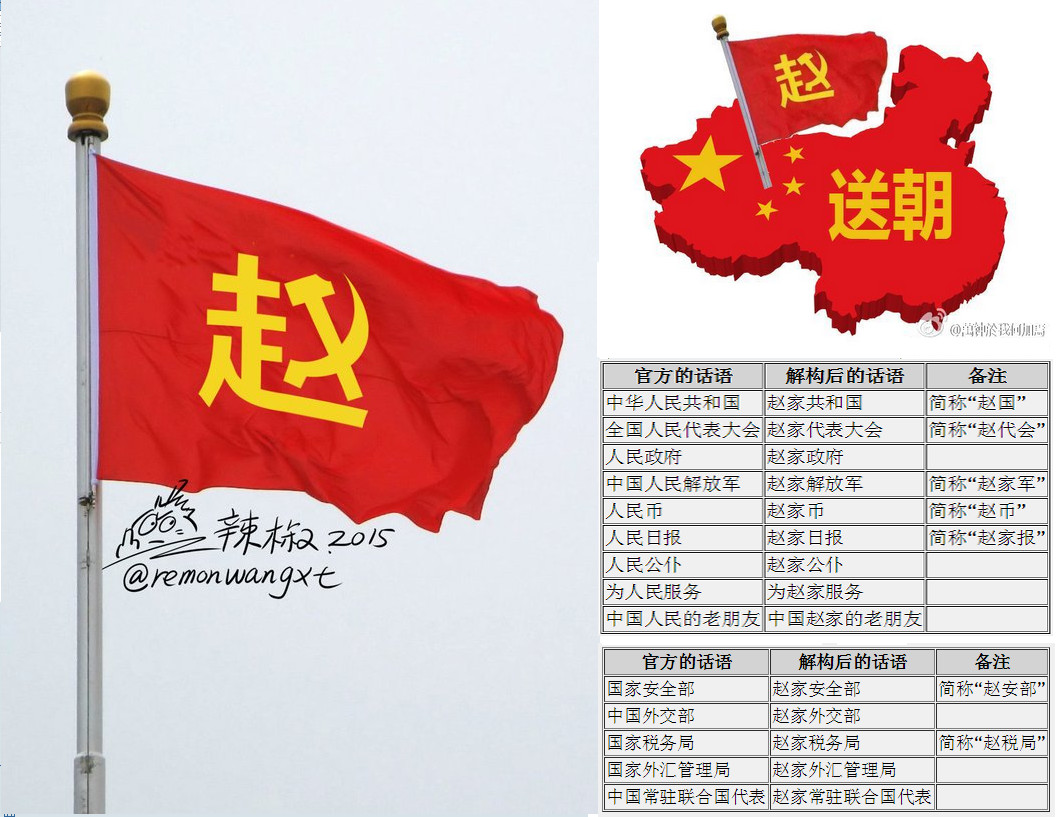 赵
辣椒 2015
@remonwangxt
赵
送朝
官方的话语 解构后的话语 备注
中华人民共和国 赵家共和国 简称“赵国”
全国人民代表大会 赵家代表大会 简称“赵代会”
人民政府 赵家政府
中国人民解放军 赵家解放军 简称“赵家军”
人民币 赵家币 简称“赵币”
人民日报 赵家日报 简称“赵家报”
人民公仆 赵家公仆
为人民服务 为赵家服务
中国人民的老朋友 中国赵家的老朋友
官方的话语 解构后的话语 备注
国家安全部 赵家安全部 简称“赵安部”
中国外交部 赵家外交部
国家税务局 赵家税务局 简称“赵税局”
国家外汇管理局 赵家外汇管理局
中国常驻联合国代表 赵家常驻联合国代表